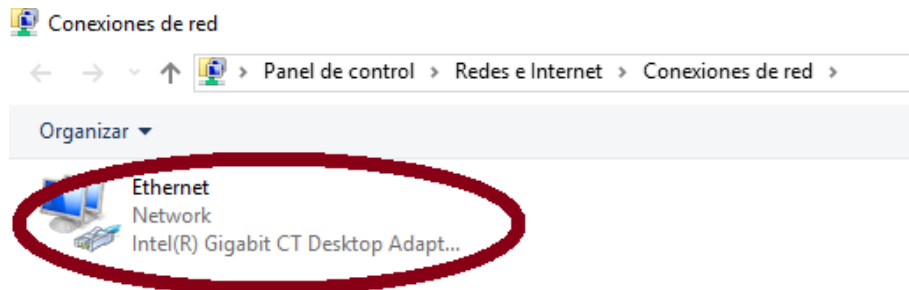 Conexiones de red
Panel de control > Redes e Internet > Conexiones de red >
Organizar
Ethernet
Network
Intel(R) Gigabit CT Desktop Adapt...